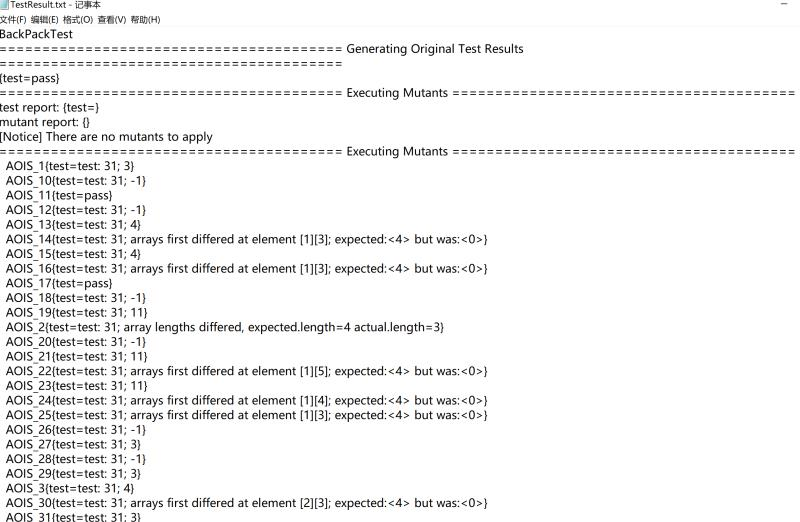 TestResult.txt - 记事本
文件(F) 编辑(E) 格式(O) 查看(V) 帮助(H)
BackPackTest
======================================== Generating Original Test Results
========================================
{test=pass}
======================================== Executing Mutants ========================================
test report: {test=}
mutant report: {}
[Notice] There are no mutants to apply
======================================== Executing Mutants ========================================
AOIS_1{test=test: 31; 3}
AOIS_10{test=test: 31; -1}
AOIS_11{test=pass}
AOIS_12{test=test: 31; -1}
AOIS_13{test=test: 31; 4}
AOIS_14{test=test: 31; arrays first differed at element [1][3]; expected:<4> but was:<0>}
AOIS_15{test=test: 31; 4}
AOIS_16{test=test: 31; arrays first differed at element [1][3]; expected:<4> but was:<0>}
AOIS_17{test=pass}
AOIS_18{test=test: 31; -1}
AOIS_19{test=test: 31; 11}
AOIS_2{test=test: 31; array lengths differed, expected.length=4 actual.length=3}
AOIS_20{test=test: 31; -1}
AOIS_21{test=test: 31; 11}
AOIS_22{test=test: 31; arrays first differed at element [1][5]; expected:<4> but was:<0>}
AOIS_23{test=test: 31; 11}
AOIS_24{test=test: 31; arrays first differed at element [1][4]; expected:<4> but was:<0>}
AOIS_25{test=test: 31; arrays first differed at element [1][3]; expected:<4> but was:<0>}
AOIS_26{test=test: 31; -1}
AOIS_27{test=test: 31; 3}
AOIS_28{test=test: 31; -1}
AOIS_29{test=test: 31; 3}
AOIS_3{test=test: 31; 4}
AOIS_30{test=test: 31; arrays first differed at element [2][3]; expected:<4> but was:<0>}
AOIS_31{test=test: 31; 3}